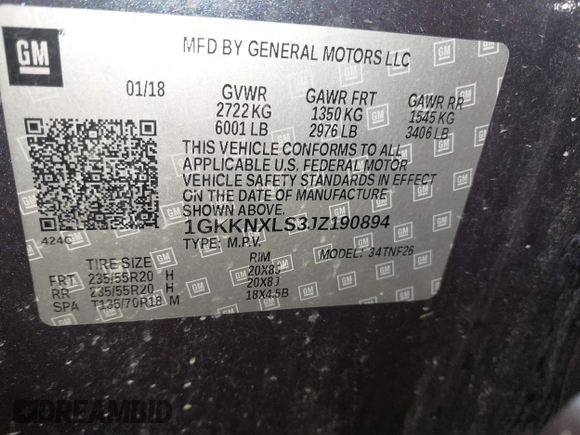 GM
MFD BY GENERAL MOTORS LLC
01/18 GVWR GAWR FRT GAWR RR
2722 KG 1350 KG 1545 KG
6001 LB 2976 LB 3406 LB
THIS VEHICLE CONFORMS TO ALL
APPLICABLE U.S. FEDERAL MOTOR
VEHICLE SAFETY STANDARDS IN EFFECT
ON THE DATE OF MANUFACTURE
SHOWN ABOVE.
424G 1GKKNXLS3JZ190894
TYPE: M.P.V. MODEL: 34TNF26
TIRE SIZE RIM
FRT 235/55R20 H 20X8J
RR 235/55R20 H 20X8J
SPA T135/70R18 M 18X4.5B
DREAMBID